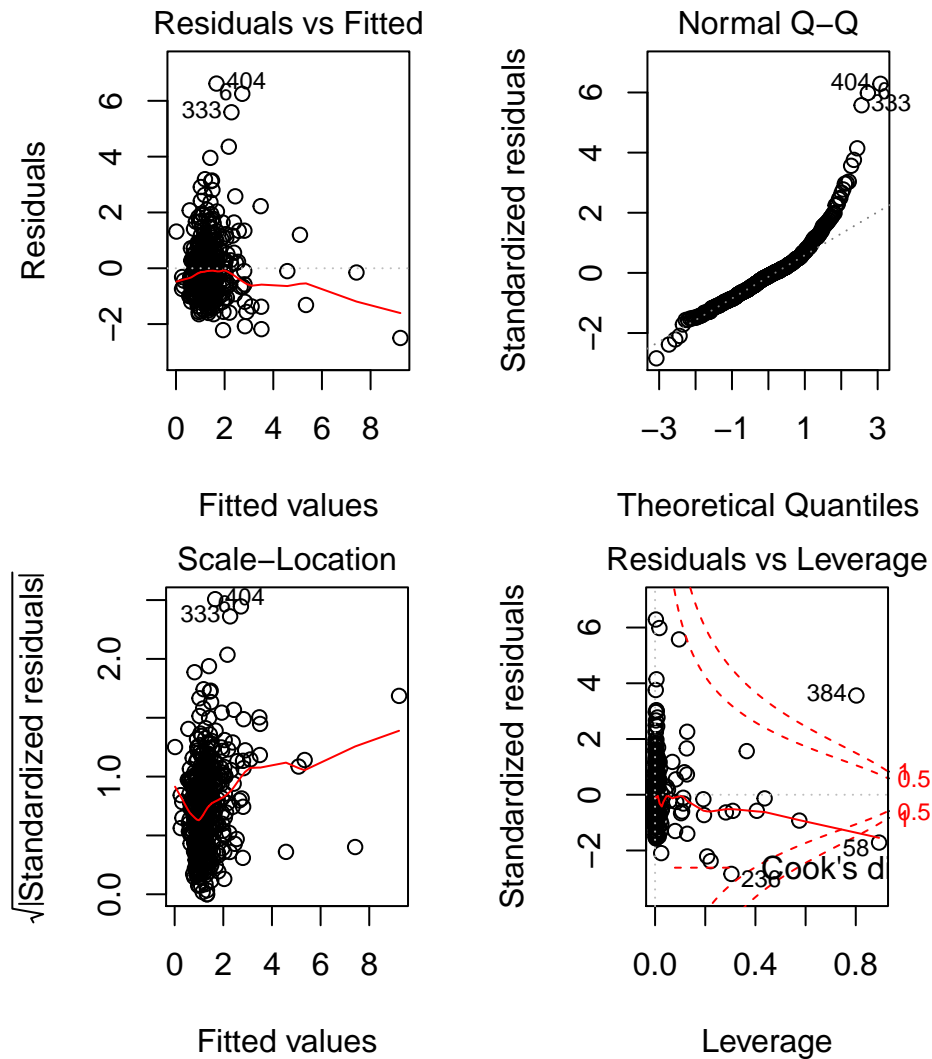 Residuals vs Fitted
Residuals
−2 0 2 4 6
404
6
333
0 2 4 6 8
Fitted values
Normal Q−Q
Standardized residuals
−2 0 2 4 6
404
6
333
−3 −1 1 3
Theoretical Quantiles
Scale−Location
√|Standardized residuals|
0.0 1.0 2.0
404
6
333
0 2 4 6 8
Fitted values
Residuals vs Leverage
Standardized residuals
−2 0 2 4 6
384
1
0.5
0.5
1
58
236
Cook's di
0.0 0.4 0.8
Leverage